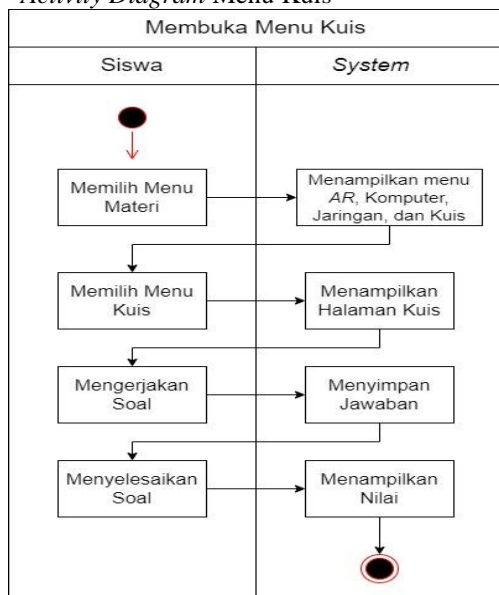 Activity Diagram Menu Kuis
Membuka Menu Kuis
Siswa
System
Memilih Menu
Materi
Menampilkan menu
AR, Komputer,
Jaringan, dan Kuis
Memilih Menu
Kuis
Menampilkan
Halaman Kuis
Mengerjakan
Soal
Menyimpan
Jawaban
Menyelesaikan
Soal
Menampilkan
Nilai